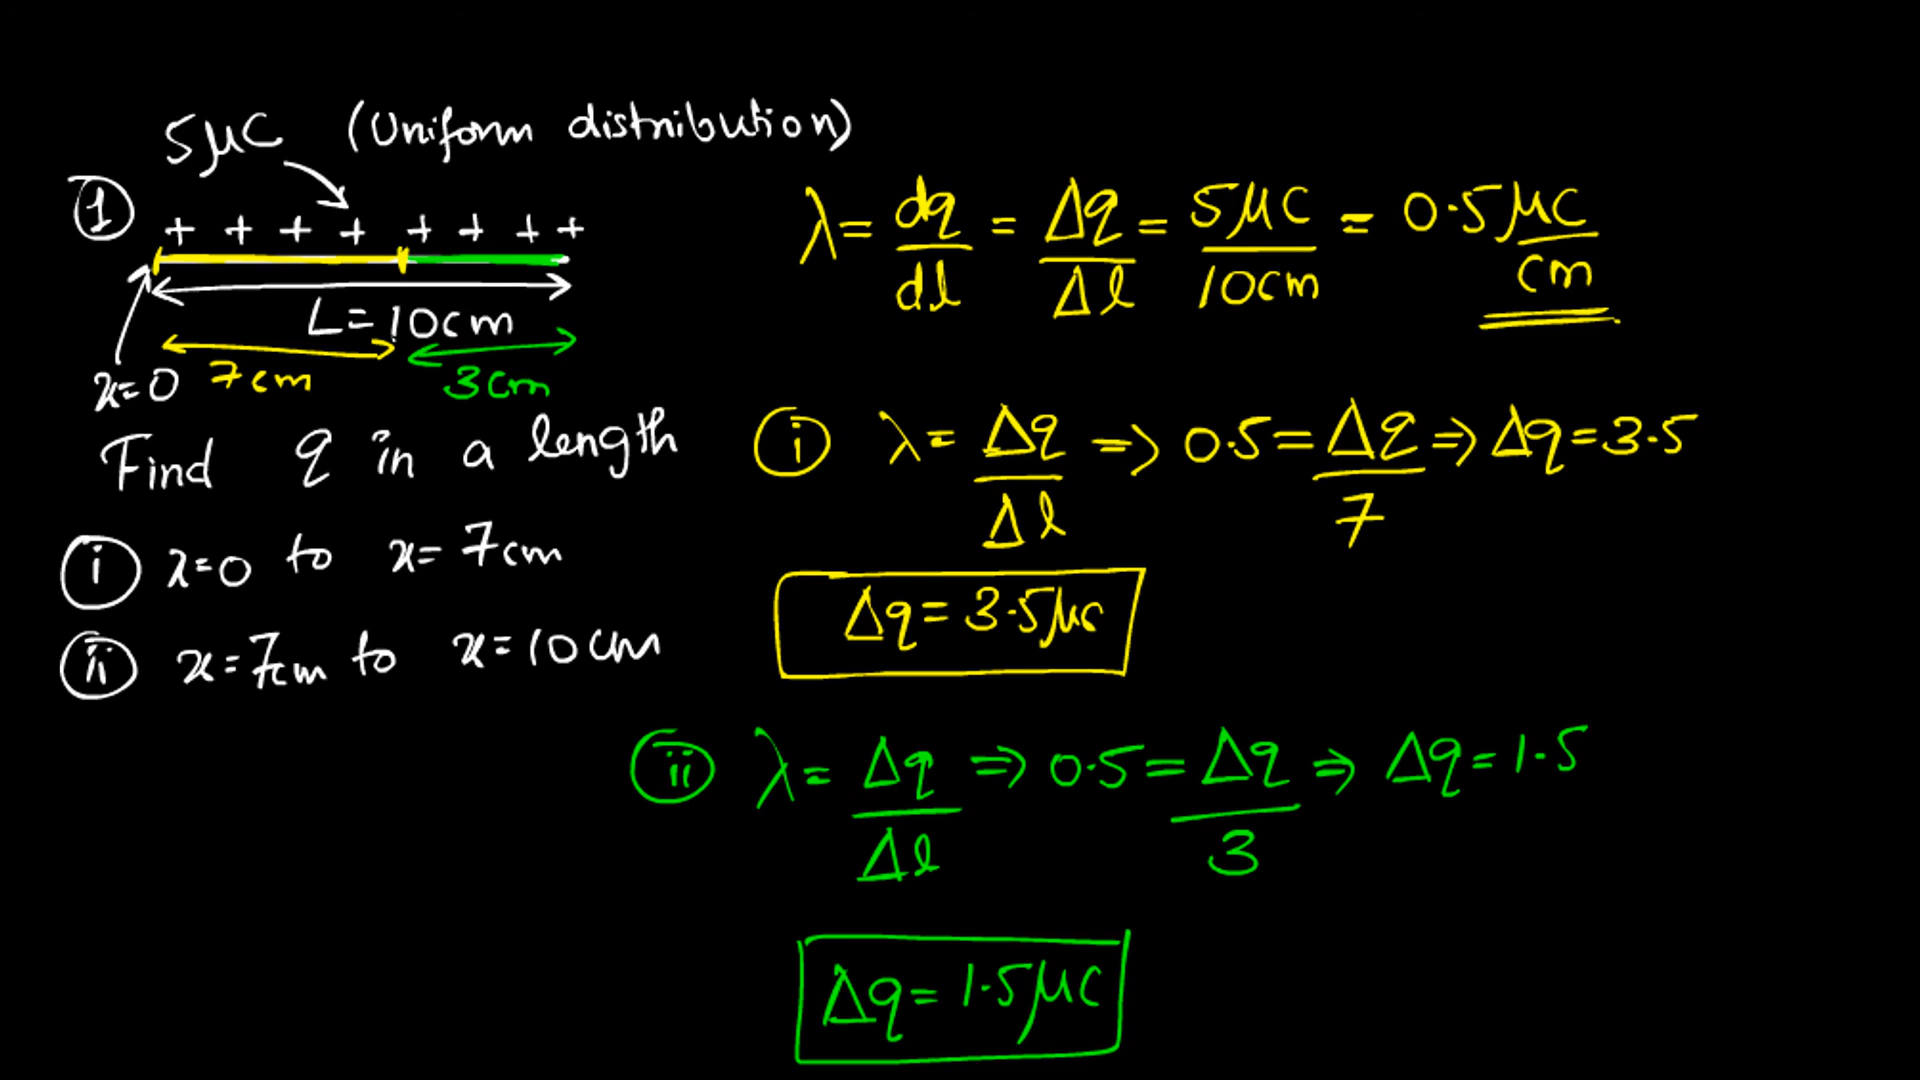 5μC (Uniform distribution)
1
+ + + + + + + +
L=10cm
x=0 7cm 3cm
Find q in a length
i x=0 to x=7cm
ii x=7cm to x=10cm
λ= dq/dl = Δq/Δl = 5μC/10cm = 0.5μC/cm
i λ= Δq/Δl => 0.5= Δq/7 => Δq=3.5
Δq= 3.5μc
ii λ= Δq/Δl => 0.5= Δq/3 => Δq= 1.5
Δq= 1.5μC